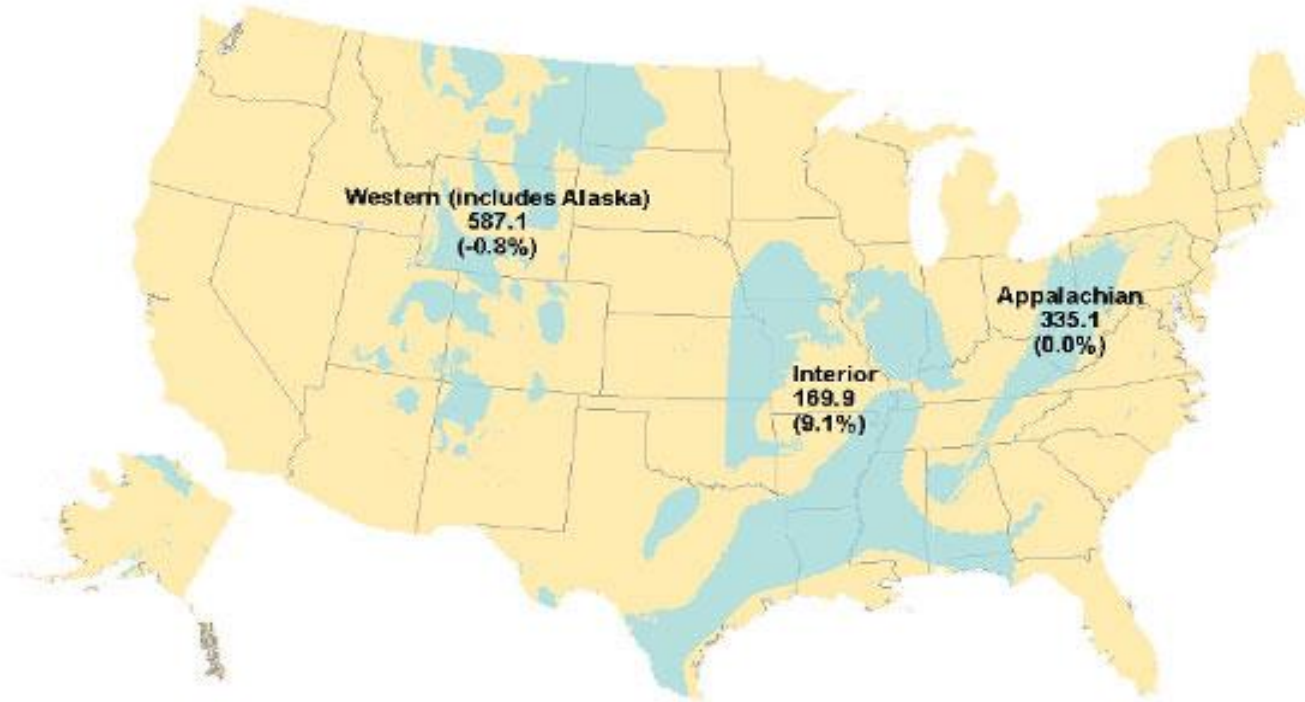 Western (includes Alaska)
587.1
(-0.8%)
Appalachian
335.1
(0.0%)
Interior
169.9
(9.1%)